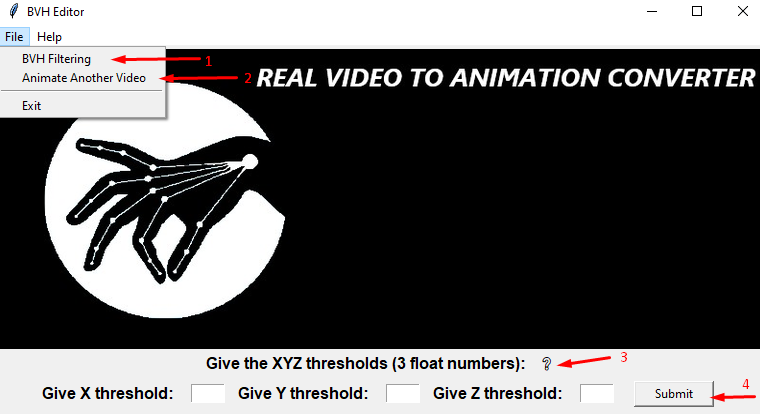 BVH Editor
File Help
BVH Filtering 1
Animate Another Video 2
REAL VIDEO TO ANIMATION CONVERTER
Exit
Give the XYZ thresholds (3 float numbers): ? 3
Give X threshold: Give Y threshold: Give Z threshold: Submit 4